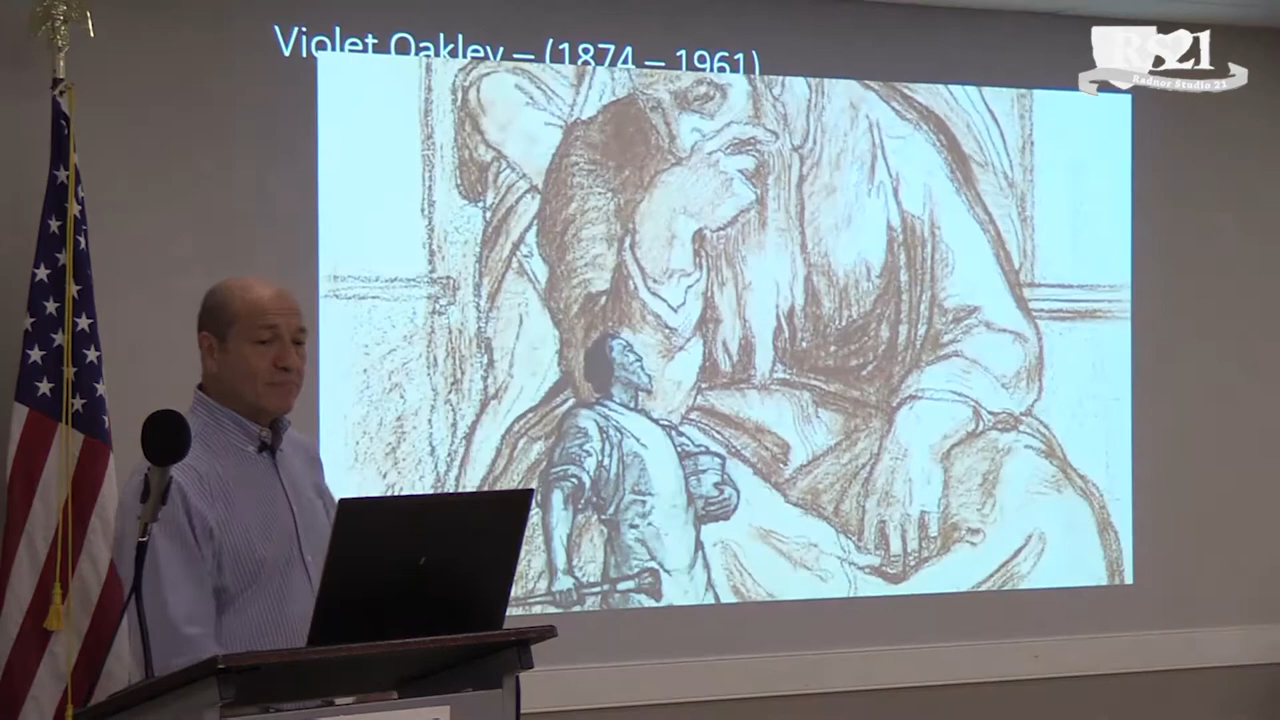 Violet Oakley – (1874 – 1961)
RS21
Radnor Studio 21